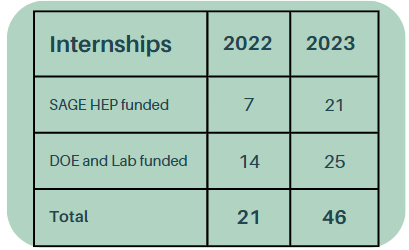 Internships 2022 2023
SAGE HEP funded 7 21
DOE and Lab funded 14 25
Total 21 46